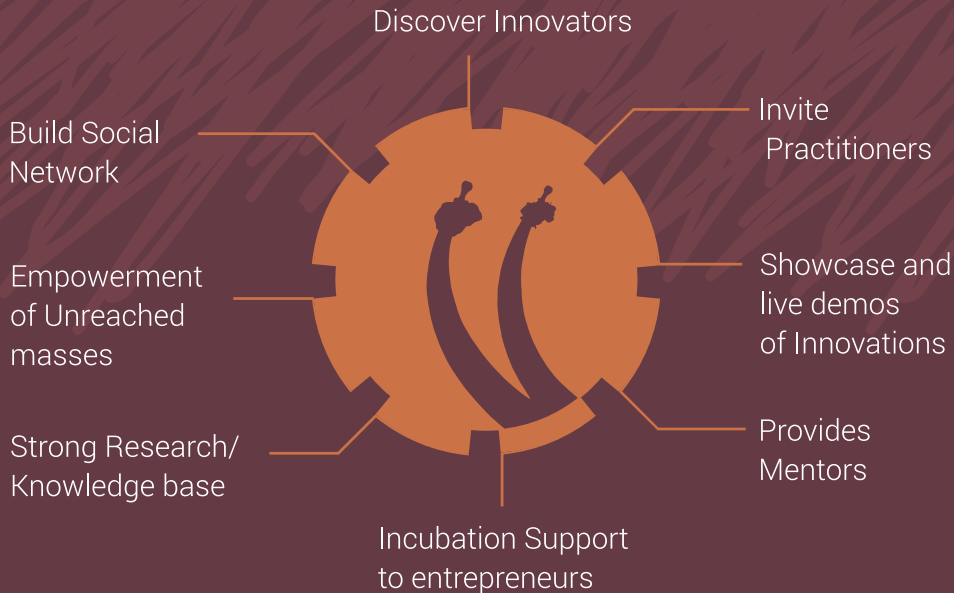 Discover Innovators
Invite
Practitioners
Showcase and
live demos
of Innovations
Provides
Mentors
Incubation Support
to entrepreneurs
Strong Research/
Knowledge base
Empowerment
of Unreached
masses
Build Social
Network